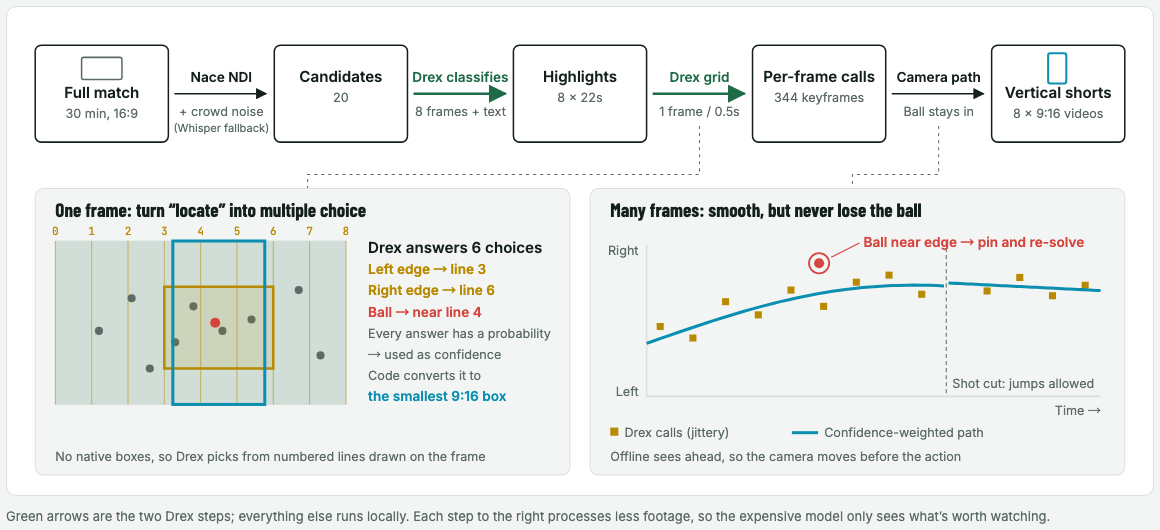 Full match
30 min, 16:9
Nace NDI
+ crowd noise
(Whisper fallback)
Candidates
20
Drex classifies
8 frames + text
Highlights
8 × 22s
Drex grid
1 frame / 0.5s
Per-frame calls
344 keyframes
Camera path
Ball stays in
Vertical shorts
8 × 9:16 videos
One frame: turn “locate” into multiple choice
0 1 2 3 4 5 6 7 8
Drex answers 6 choices
Left edge → line 3
Right edge → line 6
Ball → near line 4
Every answer has a probability
→ used as confidence
Code converts it to
the smallest 9:16 box
No native boxes, so Drex picks from numbered lines drawn on the frame
Many frames: smooth, but never lose the ball
Right
Ball near edge → pin and re-solve
Left
Shot cut: jumps allowed
Time →
Drex calls (jittery)
Confidence-weighted path
Offline sees ahead, so the camera moves before the action
Green arrows are the two Drex steps; everything else runs locally. Each step to the right processes less footage, so the expensive model only sees what’s worth watching.